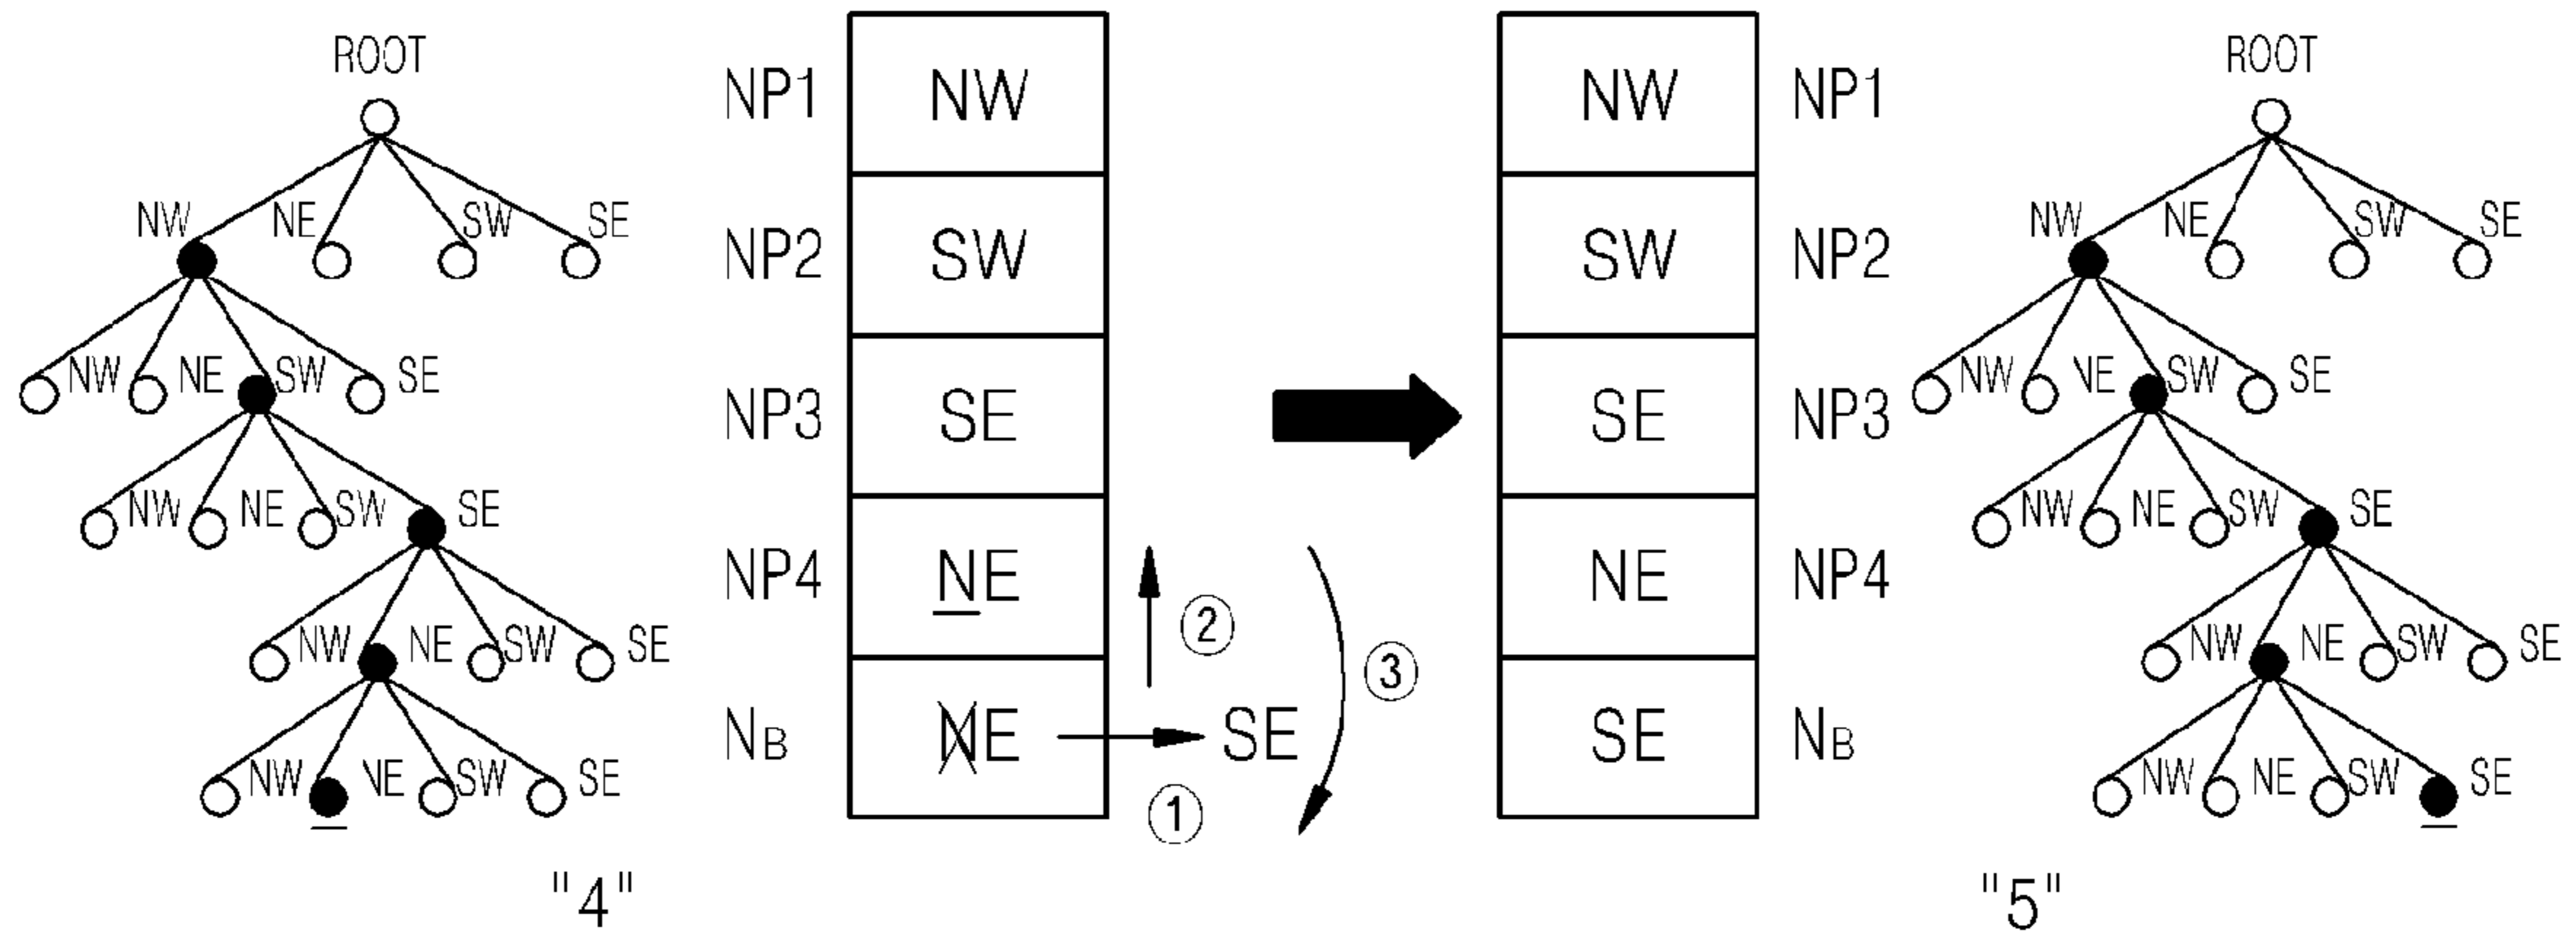 ROOT
NW NE SW SE
NW NE SW SE
NW NE SW SE
NW NE SW SE
NW NE SW SE
"4"
NP1 NW
NP2 SW
NP3 SE
NP4 NE
NB NE SE
①
②
③
NW NP1
SW NP2
SE NP3
NE NP4
SE NB
ROOT
NW NE SW SE
NW NE SW SE
NW NE SW SE
NW NE SW SE
NW NE SW SE
"5"